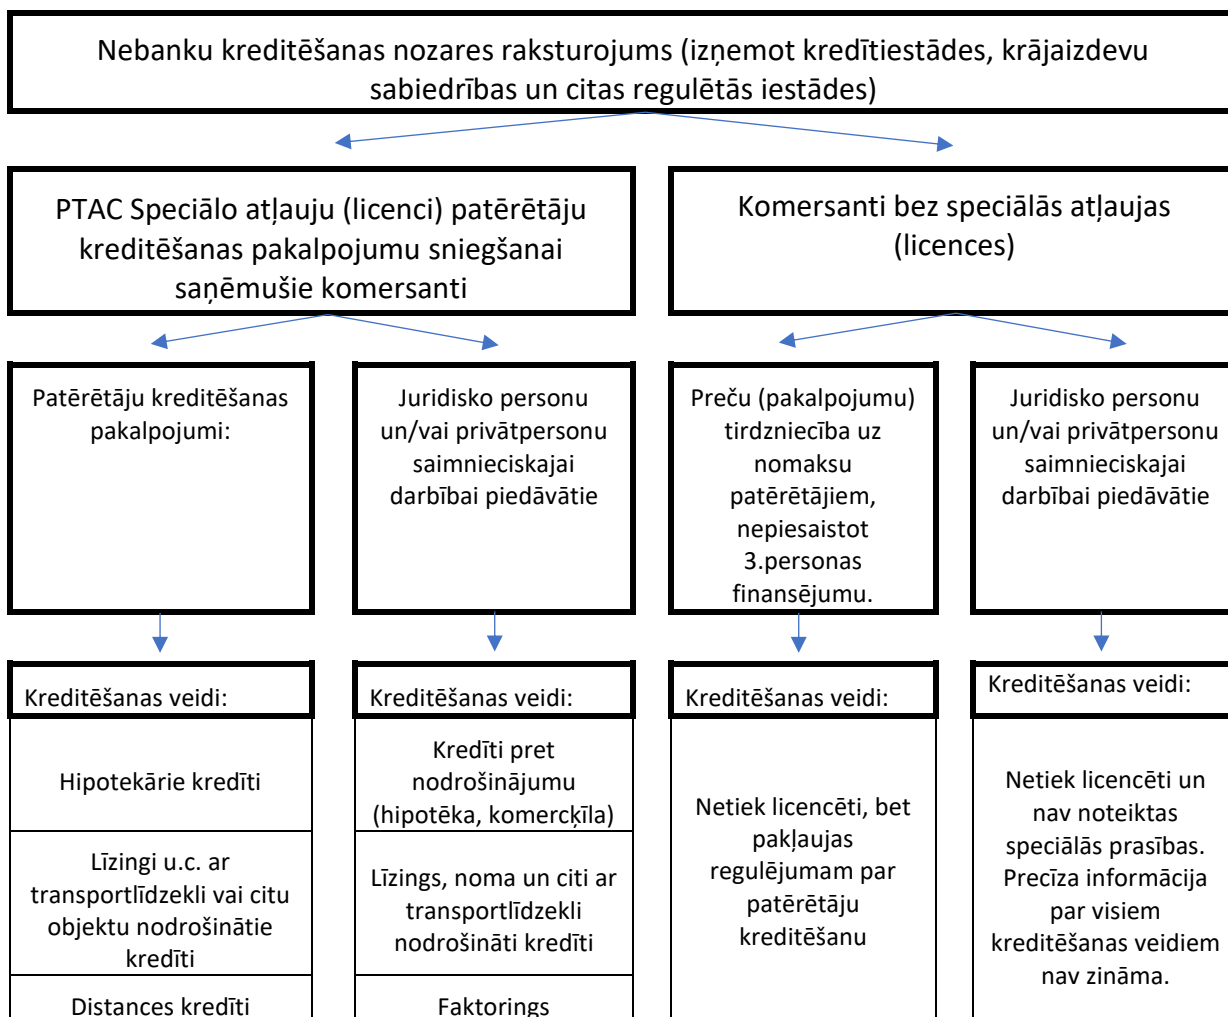 Nebanku kreditēšanas nozares raksturojums (izņemot kredītiestādes, krājaizdevu
sabiedrības un citas regulētās iestādes)
PTAC Speciālo atļauju (licenci) patērētāju
kreditēšanas pakalpojumu sniegšanai
saņēmušie komersanti
Komersanti bez speciālās atļaujas
(licences)
Patērētāju kreditēšanas
pakalpojumi:
Juridisko personu
un/vai privātpersonu
saimnieciskajai
darbībai piedāvātie
Preču (pakalpojumu)
tirdzniecība uz
nomaksu
patērētājiem,
nepiesaistot
3.personas
finansējumu.
Juridisko personu
un/vai privātpersonu
saimnieciskajai
darbībai piedāvātie
Kreditēšanas veidi:
Kreditēšanas veidi:
Kreditēšanas veidi:
Kreditēšanas veidi:
Hipotekārie kredīti
Līzingi u.c. ar
transportlīdzekli vai citu
objektu nodrošinātie
kredīti
Distances kredīti
Kredīti pret
nodrošinājumu
(hipotēka, komercķīla)
Līzings, noma un citi ar
transportlīdzekli
nodrošināti kredīti
Faktorings
Netiek licencēti, bet
pakļaujas
regulējumam par
patērētāju
kreditēšanu
Netiek licencēti un
nav noteiktas
speciālās prasības.
Precīza informācija
par visiem
kreditēšanas veidiem
nav zināma.